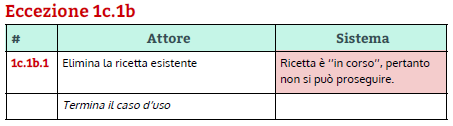 Eccezione 1c.1b
# Attore Sistema
1c.1b.1 Elimina la ricetta esistente Ricetta è "in corso", pertanto
non si può proseguire.
Termina il caso d'uso